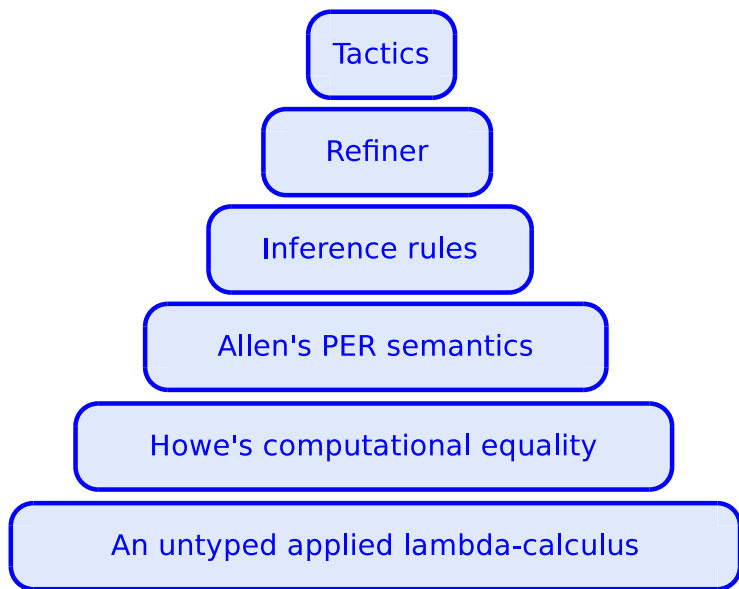 Tactics
Refiner
Inference rules
Allen's PER semantics
Howe's computational equality
An untyped applied lambda-calculus